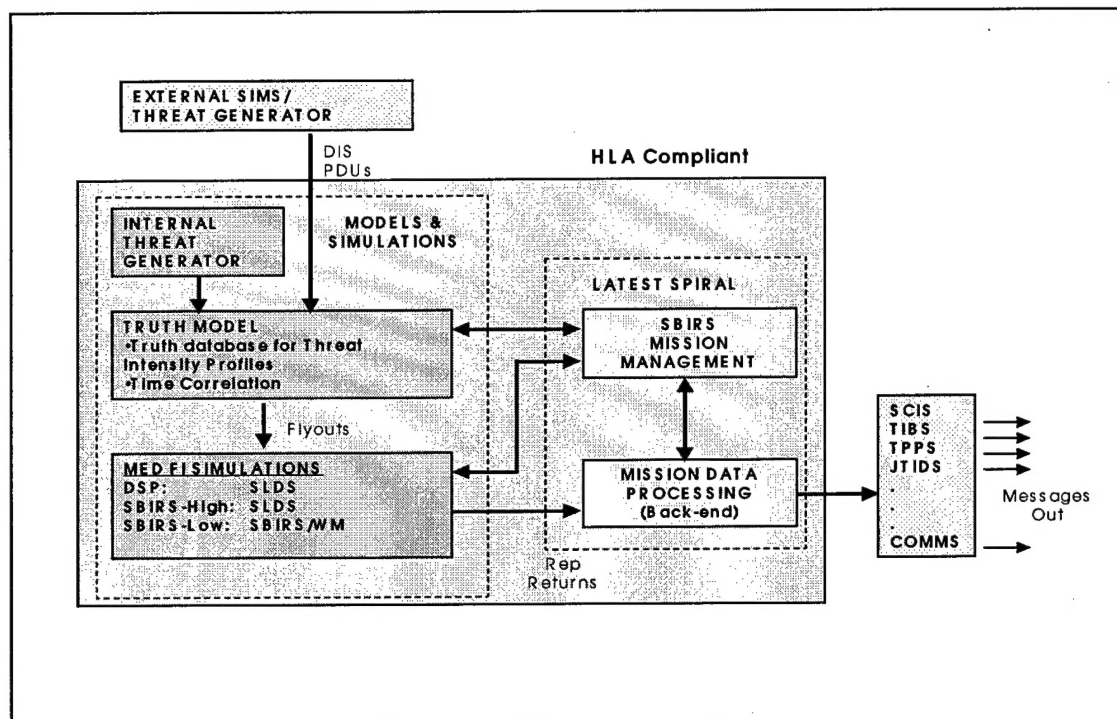 EXTERNAL SIMS/
THREAT GENERATOR
DIS
PDUs
HLA Compliant
INTERNAL
THREAT
GENERATOR
MODELS &
SIMULATIONS
TRUTH MODEL
•Truth database for Threat
Intensity Profiles
•Time Correlation
Flyouts
MED FI SIMULATIONS
DSP: SLDS
SBIRS-High: SLDS
SBIRS-Low: SBIRS/WM
LATEST SPIRAL
SBIRS
MISSION
MANAGEMENT
MISSION DATA
PROCESSING
(Back-end)
Rep
Returns
SCIS
TIBS
TPPS
JTIDS
.
.
.
COMMS
Messages
Out